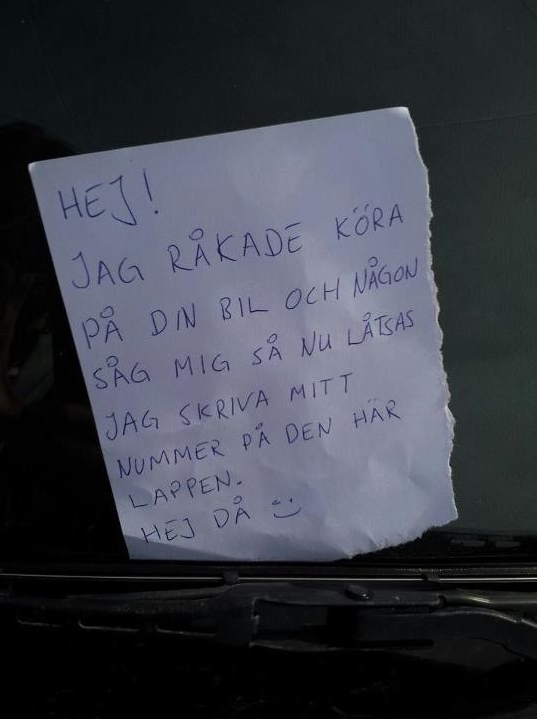 HEJ!
JAG RÅKADE KÖRA
PÅ DIN BIL OCH NÅGON
SÅG MIG SÅ NU LÅTSAS
JAG SKRIVA MITT
NUMMER PÅ DEN HÄR
LAPPEN.
HEJ DÅ :)